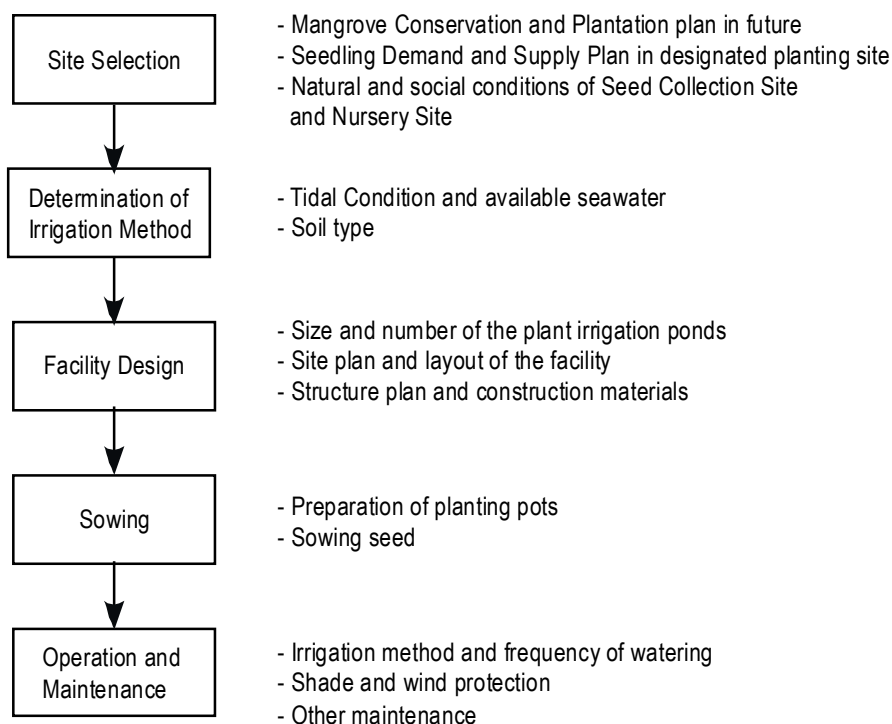 Site Selection
- Mangrove Conservation and Plantation plan in future
- Seedling Demand and Supply Plan in designated planting site
- Natural and social conditions of Seed Collection Site
and Nursery Site
Determination of
Irrigation Method
- Tidal Condition and available seawater
- Soil type
Facility Design
- Size and number of the plant irrigation ponds
- Site plan and layout of the facility
- Structure plan and construction materials
Sowing
- Preparation of planting pots
- Sowing seed
Operation and
Maintenance
- Irrigation method and frequency of watering
- Shade and wind protection
- Other maintenance